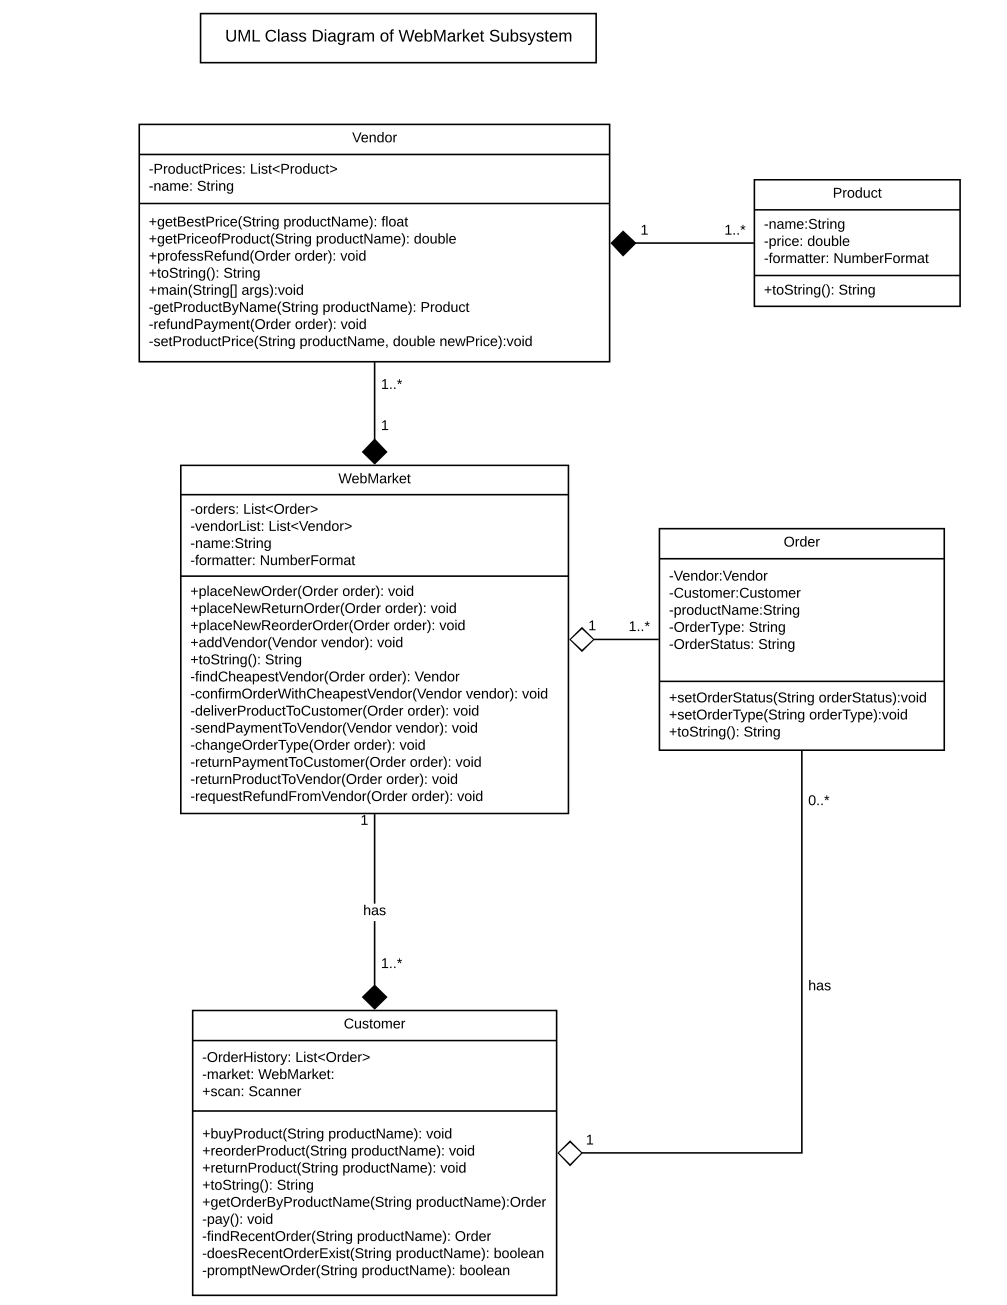 UML Class Diagram of WebMarket Subsystem
Vendor
-ProductPrices: List<Product>
-name: String
+getBestPrice(String productName): float
+getPriceofProduct(String productName): double
+professRefund(Order order): void
+toString(): String
+main(String[] args):void
-getProductByName(String productName): Product
-refundPayment(Order order): void
-setProductPrice(String productName, double newPrice):void
1
1..*
Product
-name:String
-price: double
-formatter: NumberFormat
+toString(): String
1..*
1
WebMarket
-orders: List<Order>
-vendorList: List<Vendor>
-name:String
-formatter: NumberFormat
+placeNewOrder(Order order): void
+placeNewReturnOrder(Order order): void
+placeNewReorderOrder(Order order): void
+addVendor(Vendor vendor): void
+toString(): String
-findCheapestVendor(Order order): Vendor
-confirmOrderWithCheapestVendor(Vendor vendor): void
-deliverProductToCustomer(Order order): void
-sendPaymentToVendor(Vendor vendor): void
-changeOrderType(Order order): void
-returnPaymentToCustomer(Order order): void
-returnProductToVendor(Order order): void
-requestRefundFromVendor(Order order): void
1
1..*
Order
-Vendor:Vendor
-Customer:Customer
-productName:String
-OrderType: String
-OrderStatus: String
+setOrderStatus(String orderStatus):void
+setOrderType(String orderType):void
+toString(): String
0..*
has
1
1
has
1..*
Customer
-OrderHistory: List<Order>
-market: WebMarket:
+scan: Scanner
+buyProduct(String productName): void
+reorderProduct(String productName): void
+returnProduct(String productName): void
+toString(): String
+getOrderByProductName(String productName):Order
-pay(): void
-findRecentOrder(String productName): Order
-doesRecentOrderExist(String productName): boolean
-promptNewOrder(String productName): boolean